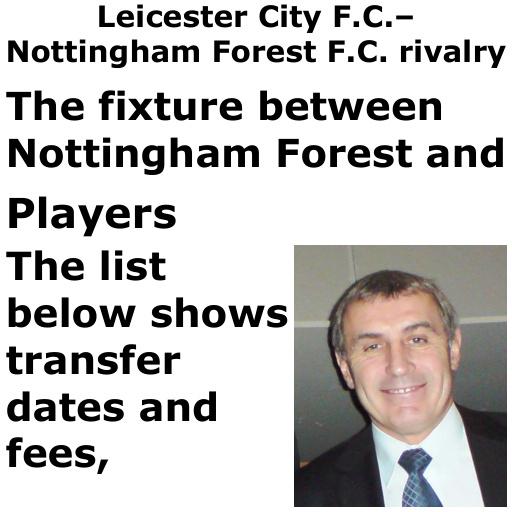 Leicester City F.C.–
Nottingham Forest F.C. rivalry
The fixture between
Nottingham Forest and
Players
The list
below shows
transfer
dates and
fees,